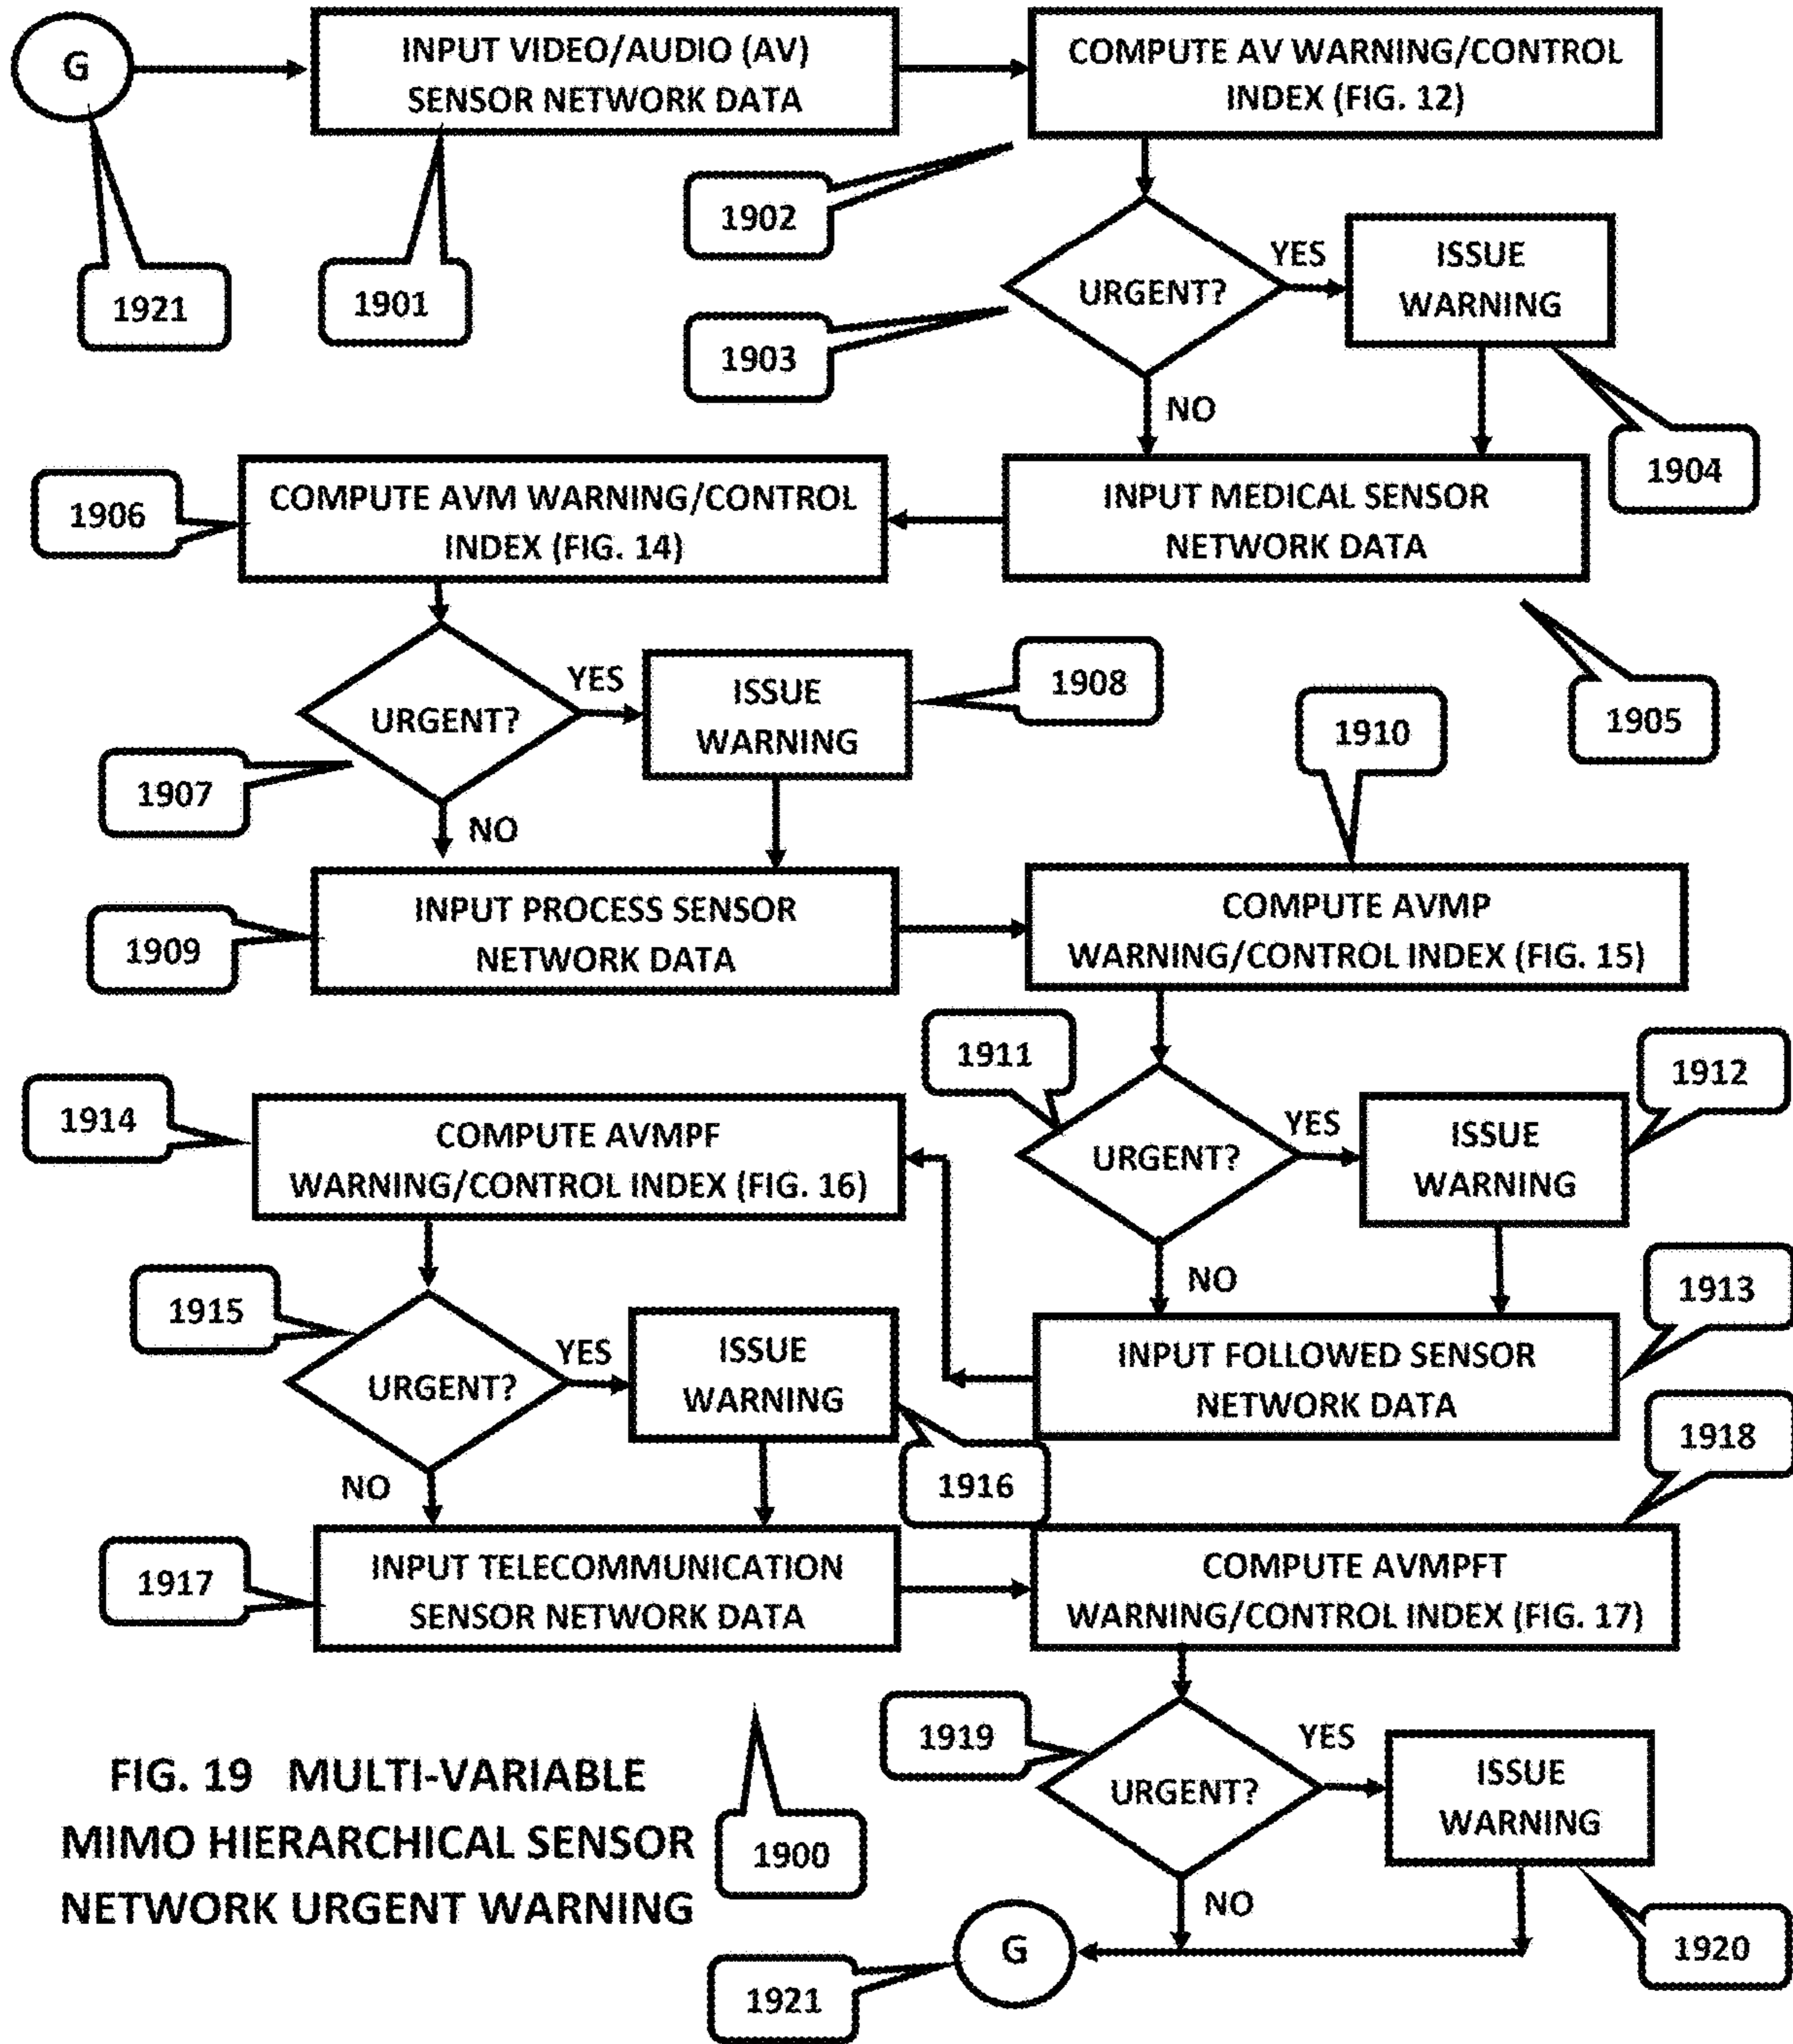 G
INPUT VIDEO/AUDIO (AV)
SENSOR NETWORK DATA
COMPUTE AV WARNING/CONTROL
INDEX (FIG. 12)
1921
1901
1902
1903
URGENT?
YES
NO
ISSUE
WARNING
1904
INPUT MEDICAL SENSOR
NETWORK DATA
1905
COMPUTE AVM WARNING/CONTROL
INDEX (FIG. 14)
1906
URGENT?
YES
NO
1907
ISSUE
WARNING
1908
INPUT PROCESS SENSOR
NETWORK DATA
1909
1910
COMPUTE AVMP
WARNING/CONTROL INDEX (FIG. 15)
1911
URGENT?
YES
NO
ISSUE
WARNING
1912
INPUT FOLLOWED SENSOR
NETWORK DATA
1913
1914
COMPUTE AVMPF
WARNING/CONTROL INDEX (FIG. 16)
1915
URGENT?
YES
NO
ISSUE
WARNING
1916
1917
INPUT TELECOMMUNICATION
SENSOR NETWORK DATA
1918
COMPUTE AVMPFT
WARNING/CONTROL INDEX (FIG. 17)
1919
URGENT?
YES
NO
ISSUE
WARNING
1920
G
1921
FIG. 19 MULTI-VARIABLE
MIMO HIERARCHICAL SENSOR
NETWORK URGENT WARNING
1900